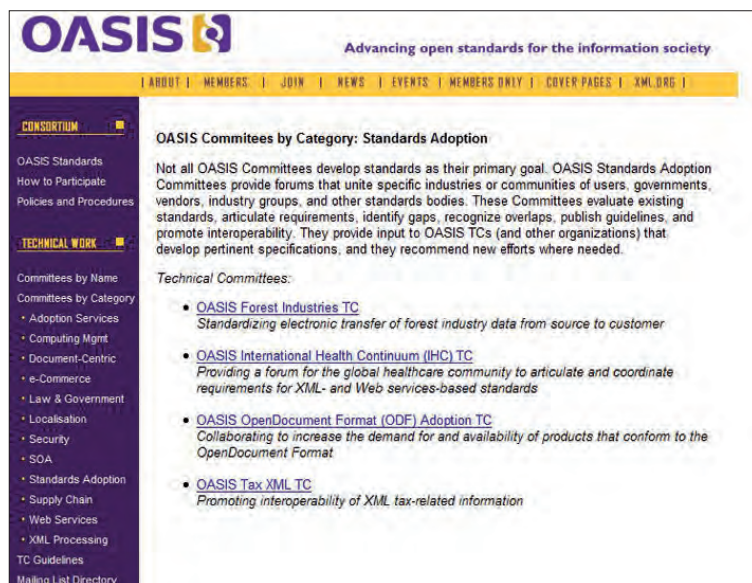 OASIS
Advancing open standards for the information society
| ABOUT | MEMBERS | JOIN | NEWS | EVENTS | MEMBERS ONLY | COVER PAGES | XML.ORG |
CONSORTIUM
OASIS Standards
How to Participate
Policies and Procedures
TECHNICAL WORK
Committees by Name
Committees by Category
• Adoption Services
• Computing Mgmt
• Document-Centric
• e-Commerce
• Law & Government
• Localisation
• Security
• SOA
• Standards Adoption
• Supply Chain
• Web Services
• XML Processing
TC Guidelines
Mailing List Directory
OASIS Commitees by Category: Standards Adoption
Not all OASIS Committees develop standards as their primary goal. OASIS Standards Adoption
Committees provide forums that unite specific industries or communities of users, governments,
vendors, industry groups, and other standards bodies. These Committees evaluate existing
standards, articulate requirements, identify gaps, recognize overlaps, publish guidelines, and
promote interoperability. They provide input to OASIS TCs (and other organizations) that
develop pertinent specifications, and they recommend new efforts where needed.
Technical Committees:
• OASIS Forest Industries TC
Standardizing electronic transfer of forest industry data from source to customer
• OASIS International Health Continuum (IHC) TC
Providing a forum for the global healthcare community to articulate and coordinate
requirements for XML- and Web services-based standards
• OASIS OpenDocument Format (ODF) Adoption TC
Collaborating to increase the demand for and availability of products that conform to the
OpenDocument Format
• OASIS Tax XML TC
Promoting interoperability of XML tax-related information